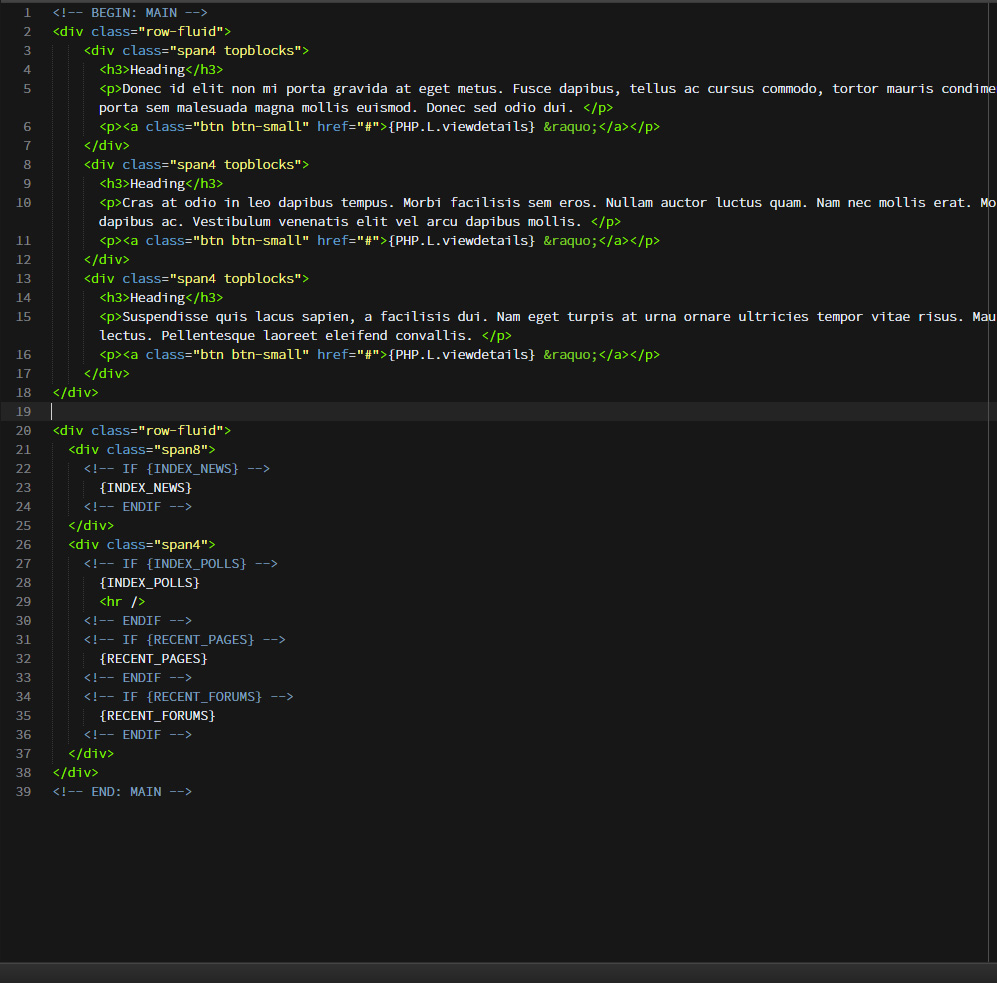 1 <!-- BEGIN: MAIN -->
2 <div class="row-fluid">
3 <div class="span4 topblocks">
4 <h3>Heading</h3>
5 <p>Donec id elit non mi porta gravida at eget metus. Fusce dapibus, tellus ac cursus commodo, tortor mauris condime
porta sem malesuada magna mollis euismod. Donec sed odio dui. </p>
6 <p><a class="btn btn-small" href="#">{PHP.L.viewdetails} &raquo;</a></p>
7 </div>
8 <div class="span4 topblocks">
9 <h3>Heading</h3>
10 <p>Cras at odio in leo dapibus tempus. Morbi facilisis sem eros. Nullam auctor luctus quam. Nam nec mollis erat. Mo
dapibus ac. Vestibulum venenatis elit vel arcu dapibus mollis. </p>
11 <p><a class="btn btn-small" href="#">{PHP.L.viewdetails} &raquo;</a></p>
12 </div>
13 <div class="span4 topblocks">
14 <h3>Heading</h3>
15 <p>Suspendisse quis lacus sapien, a facilisis dui. Nam eget turpis at urna ornare ultricies tempor vitae risus. Mau
lectus. Pellentesque laoreet eleifend convallis. </p>
16 <p><a class="btn btn-small" href="#">{PHP.L.viewdetails} &raquo;</a></p>
17 </div>
18 </div>
19
20 <div class="row-fluid">
21 <div class="span8">
22 <!-- IF {INDEX_NEWS} -->
23 {INDEX_NEWS}
24 <!-- ENDIF -->
25 </div>
26 <div class="span4">
27 <!-- IF {INDEX_POLLS} -->
28 {INDEX_POLLS}
29 <hr />
30 <!-- ENDIF -->
31 <!-- IF {RECENT_PAGES} -->
32 {RECENT_PAGES}
33 <!-- ENDIF -->
34 <!-- IF {RECENT_FORUMS} -->
35 {RECENT_FORUMS}
36 <!-- ENDIF -->
37 </div>
38 </div>
39 <!-- END: MAIN -->